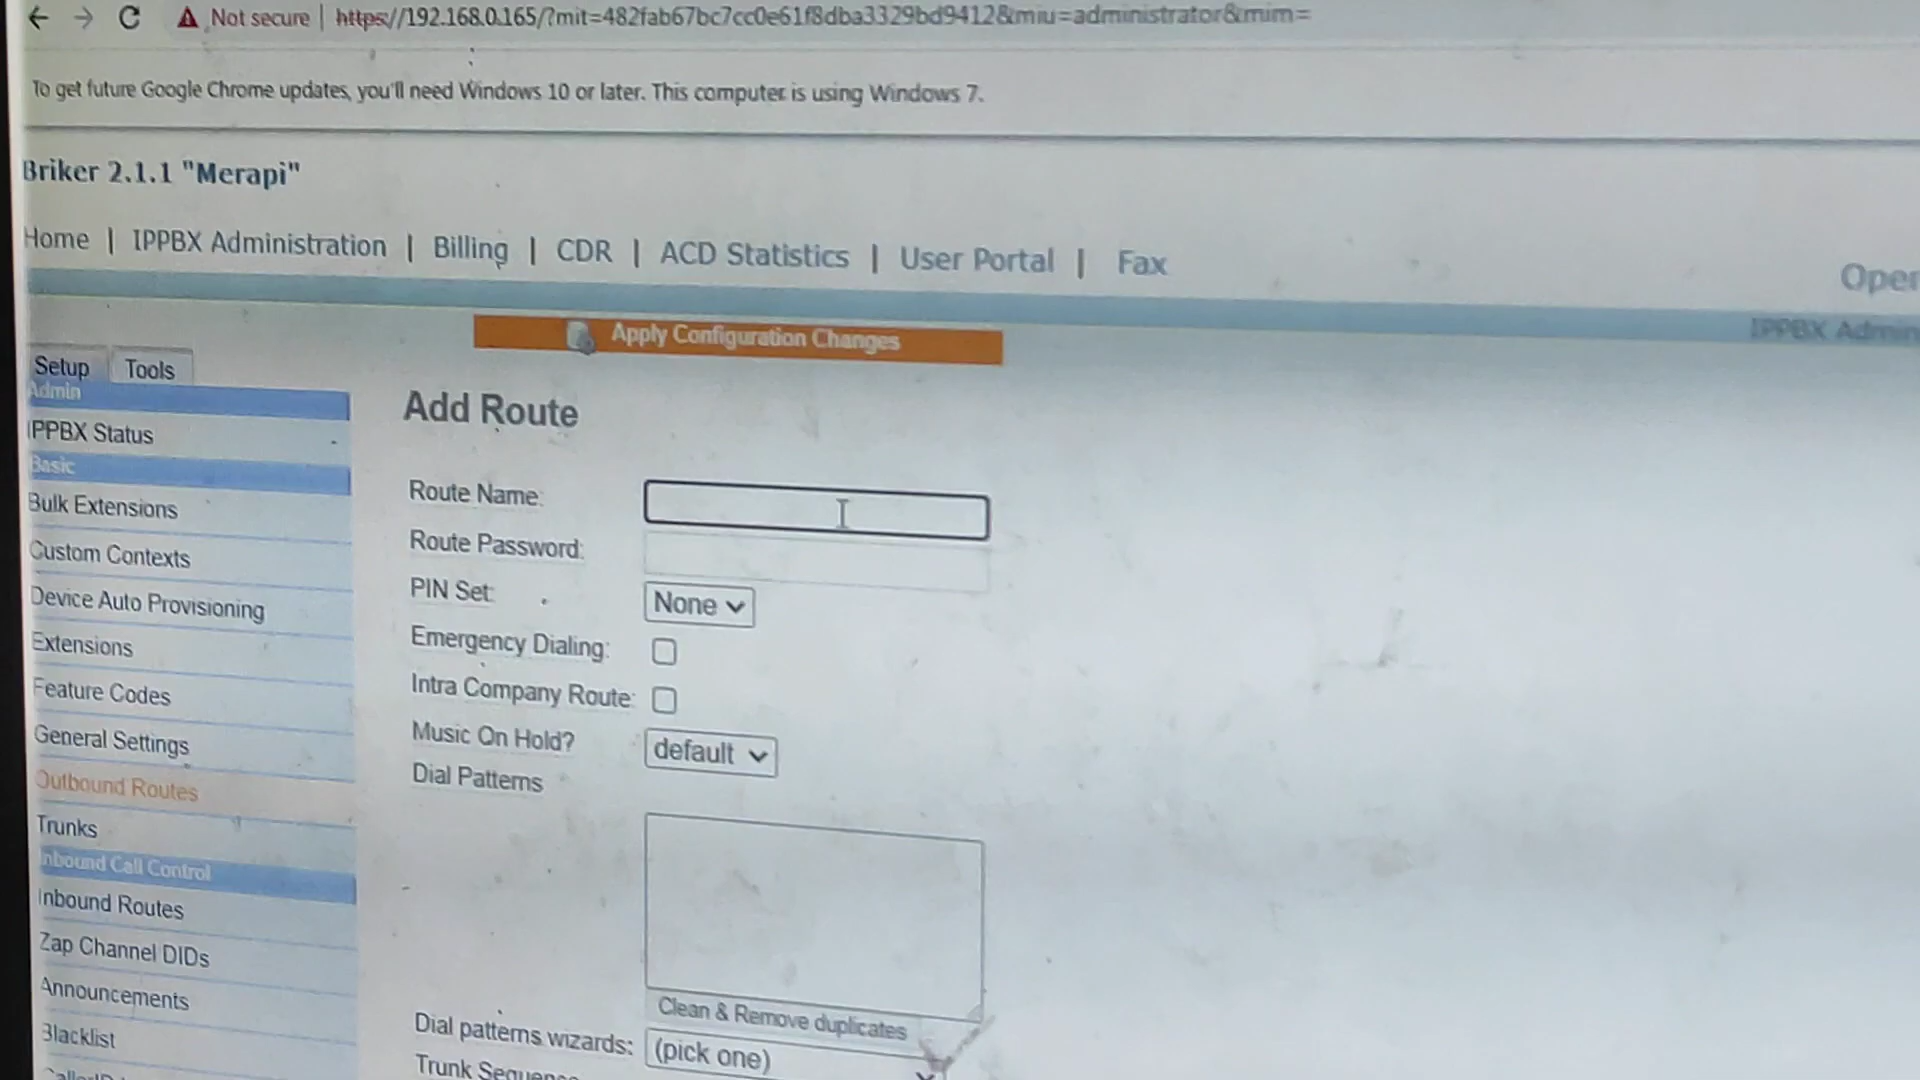 Not secure | https://192.168.0.165/?mit=482fab67bc7cc0e61f8dba3329bd9412&miu=administrator&mim=
To get future Google Chrome updates, you'll need Windows 10 or later. This computer is using Windows 7.
Briker 2.1.1 "Merapi"
Home | IPPBX Administration | Billing | CDR | ACD Statistics | User Portal | Fax
Oper
IPPBX Admin
Apply Configuration Changes
Setup
Tools
Admin
IPPBX Status
Basic
Bulk Extensions
Custom Contexts
Device Auto Provisioning
Extensions
Feature Codes
General Settings
Outbound Routes
Trunks
Inbound Call Control
Inbound Routes
Zap Channel DIDs
Announcements
Blacklist
Add Route
Route Name:
Route Password:
PIN Set: None
Emergency Dialing:
Intra Company Route:
Music On Hold? default
Dial Patterns
Clean & Remove duplicates
Dial patterns wizards: (pick one)
Trunk Sequence